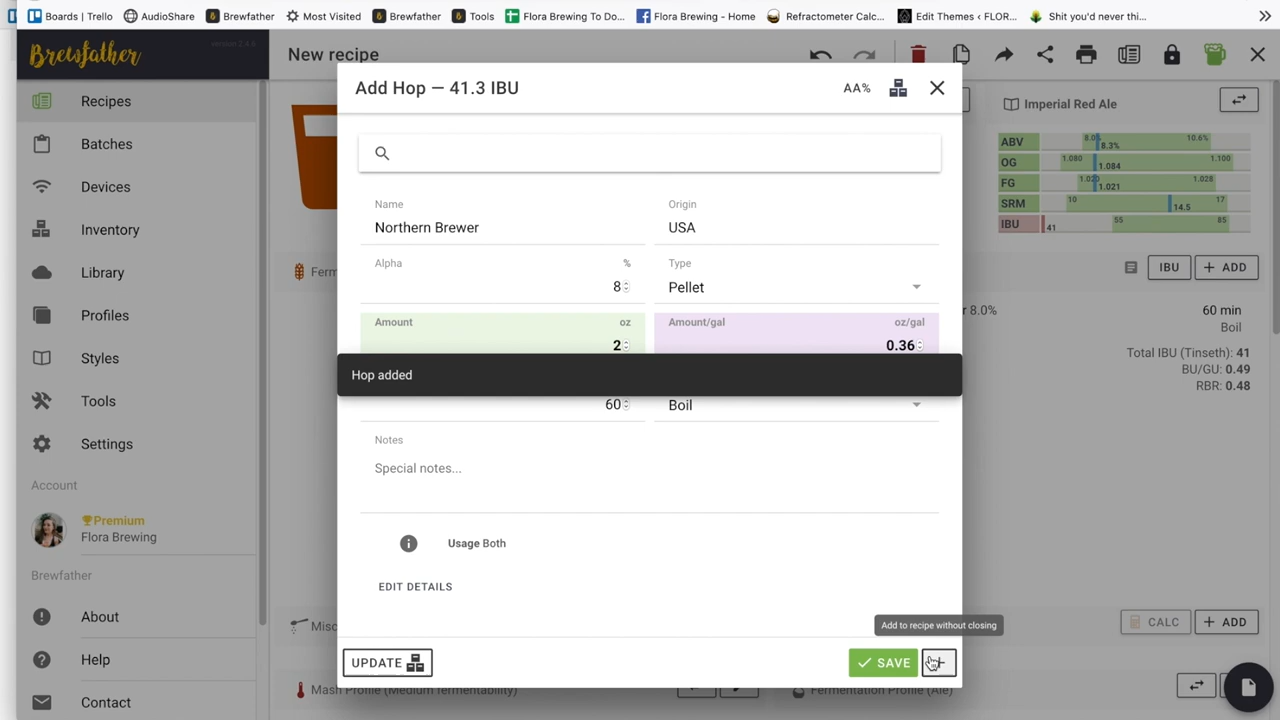 Boards | Trello AudioShare Brewfather Most Visited Brewfather Tools Flora Brewing To Do... Flora Brewing - Home Refractometer Calc... Edit Themes ‹ FLOR... Shit you'd never thi...
Brewfather
New recipe
Recipes
Batches
Devices
Inventory
Library
Profiles
Styles
Tools
Settings
Account
Premium
Flora Brewing
Brewfather
About
Help
Contact
Add Hop — 41.3 IBU
AA%
Name
Northern Brewer
Origin
USA
Alpha %
8
Type
Pellet
Amount oz
2
Amount/gal oz/gal
0.36
Hop added
60
Boil
Notes
Special notes...
Usage Both
EDIT DETAILS
Add to recipe without closing
UPDATE
SAVE
Imperial Red Ale
ABV 8.0% 8.3% 10.6%
OG 1.080 1.084 1.100
FG 1.020 1.021 1.028
SRM 10 14.5 17
IBU 41 55 85
Ferm
IBU + ADD
r 8.0%
60 min
Boil
Total IBU (Tinseth): 41
BU/GU: 0.49
RBR: 0.48
Misc
CALC + ADD
Mash Profile (Medium fermentability)
Fermentation Profile (Ale)